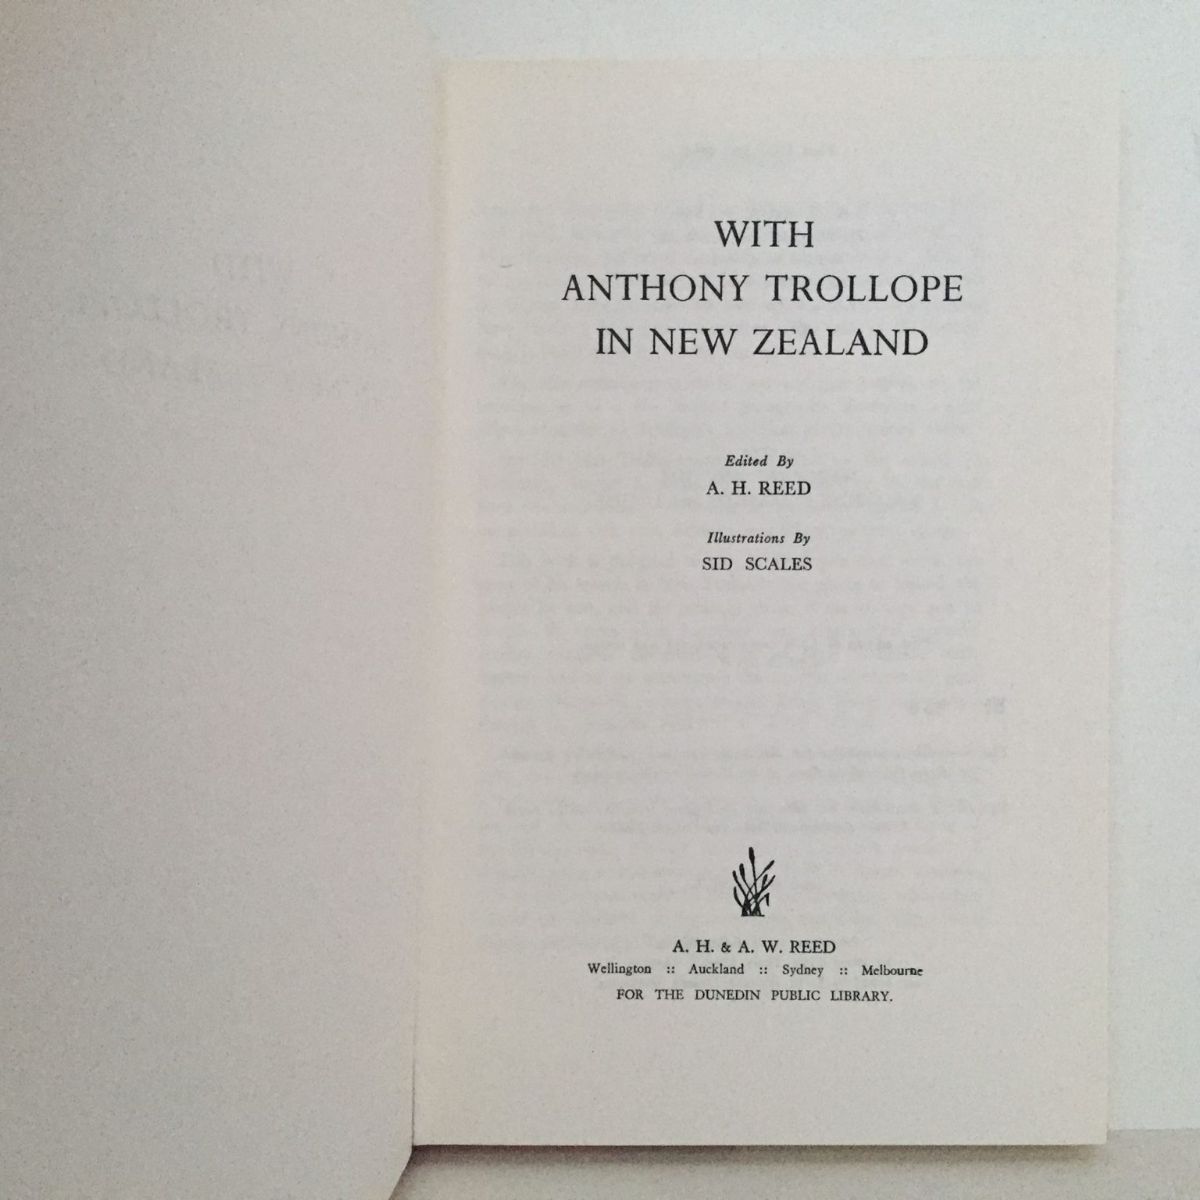 WITH
ANTHONY TROLLOPE
IN NEW ZEALAND
Edited By
A. H. REED
Illustrations By
SID SCALES
A. H. & A. W. REED
Wellington :: Auckland :: Sydney :: Melbourne
FOR THE DUNEDIN PUBLIC LIBRARY.